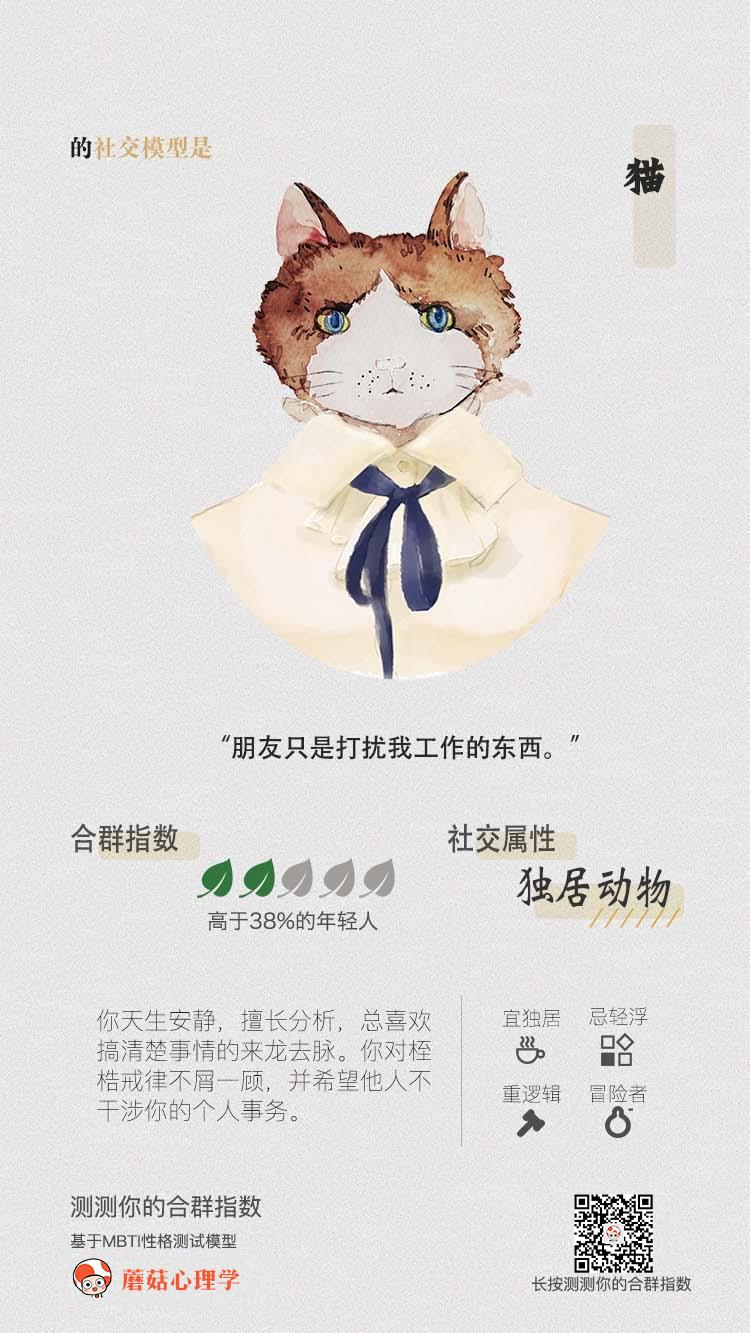 的社交模型是
猫
“朋友只是打扰我工作的东西。”
合群指数
高于38%的年轻人
社交属性
独居动物
你天生安静，擅长分析，总喜欢
搞清楚事情的来龙去脉。你对桎
梏戒律不屑一顾，并希望他人不
干涉你的个人事务。
宜独居
忌轻浮
重逻辑
冒险者
测测你的合群指数
基于MBTI性格测试模型
蘑菇心理学
长按测测你的合群指数